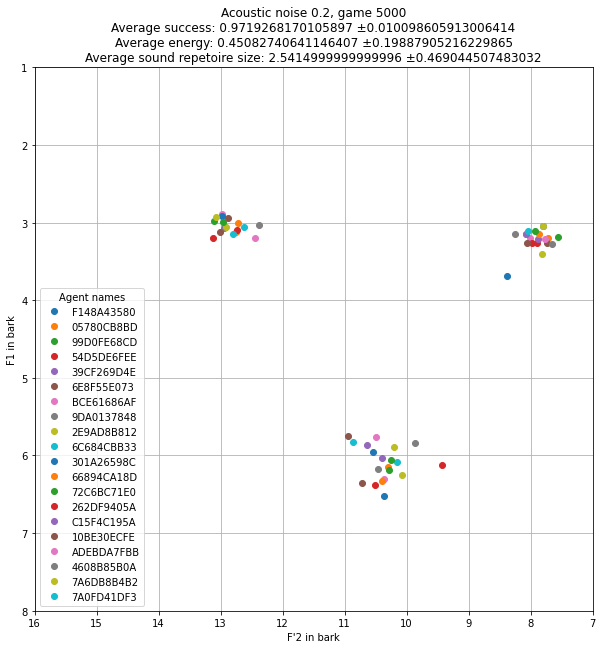 Acoustic noise 0.2, game 5000
Average success: 0.9719268170105897 ±0.010098605913006414
Average energy: 0.45082740641146407 ±0.19887905216229865
Average sound repetoire size: 2.5414999999999996 ±0.469044507483032
1
2
3
4
5
6
7
8
F1 in bark
Agent names
F148A43580
05780CB8BD
99D0FE68CD
54D5DE6FEE
39CF269D4E
6E8F55E073
BCE61686AF
9DA0137848
2E9AD8B812
6C684CBB33
301A26598C
66894CA18D
72C6BC71E0
262DF9405A
C15F4C195A
10BE30ECFE
ADEBDA7FBB
4608B85B0A
7A6DB8B4B2
7A0FD41DF3
16 15 14 13 12 11 10 9 8 7
F'2 in bark